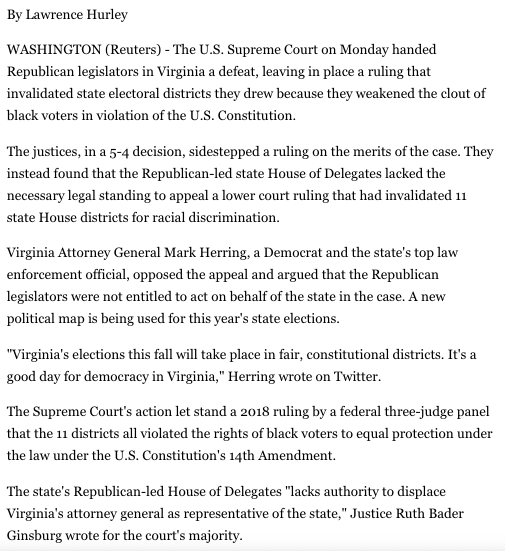 By Lawrence Hurley
WASHINGTON (Reuters) - The U.S. Supreme Court on Monday handed
Republican legislators in Virginia a defeat, leaving in place a ruling that
invalidated state electoral districts they drew because they weakened the clout of
black voters in violation of the U.S. Constitution.
The justices, in a 5-4 decision, sidestepped a ruling on the merits of the case. They
instead found that the Republican-led state House of Delegates lacked the
necessary legal standing to appeal a lower court ruling that had invalidated 11
state House districts for racial discrimination.
Virginia Attorney General Mark Herring, a Democrat and the state's top law
enforcement official, opposed the appeal and argued that the Republican
legislators were not entitled to act on behalf of the state in the case. A new
political map is being used for this year's state elections.
"Virginia's elections this fall will take place in fair, constitutional districts. It's a
good day for democracy in Virginia," Herring wrote on Twitter.
The Supreme Court's action let stand a 2018 ruling by a federal three-judge panel
that the 11 districts all violated the rights of black voters to equal protection under
the law under the U.S. Constitution's 14th Amendment.
The state's Republican-led House of Delegates "lacks authority to displace
Virginia's attorney general as representative of the state," Justice Ruth Bader
Ginsburg wrote for the court's majority.